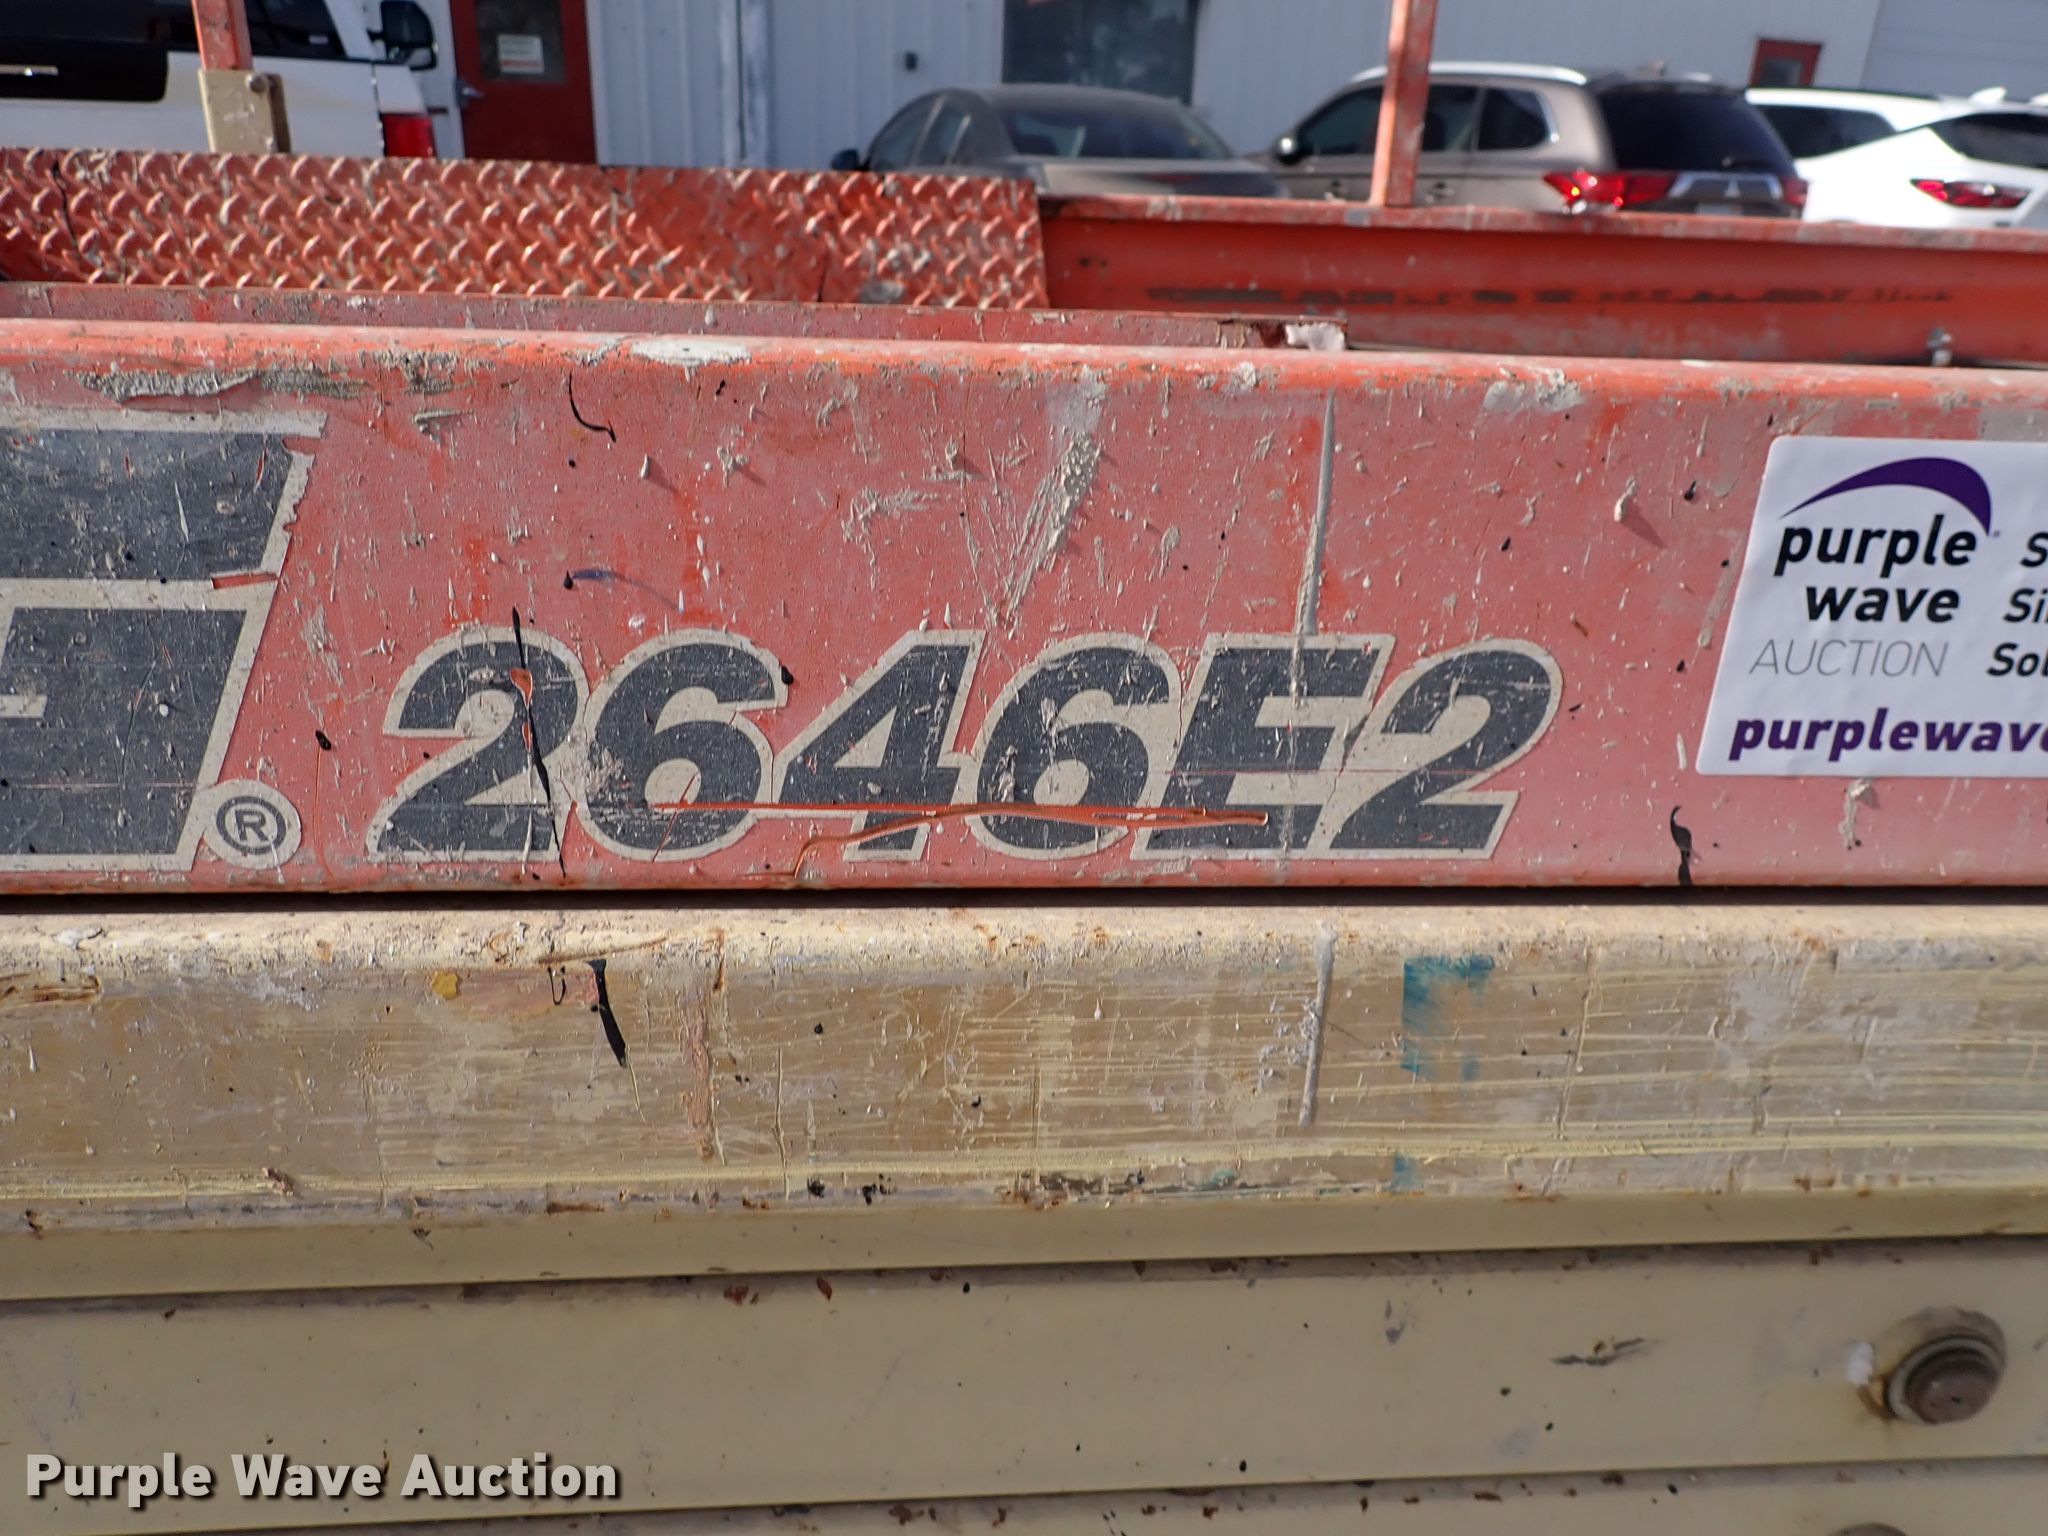 ® 2646E2
purple
wave
AUCTION
purplewave
Purple Wave Auction